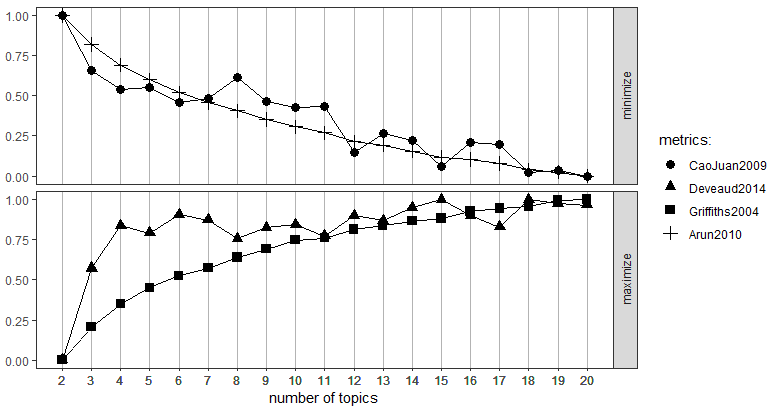 1.00
0.75
0.50
0.25
0.00
minimize
1.00
0.75
0.50
0.25
0.00
maximize
2 3 4 5 6 7 8 9 10 11 12 13 14 15 16 17 18 19 20
number of topics
metrics:
CaoJuan2009
Deveaud2014
Griffiths2004
Arun2010